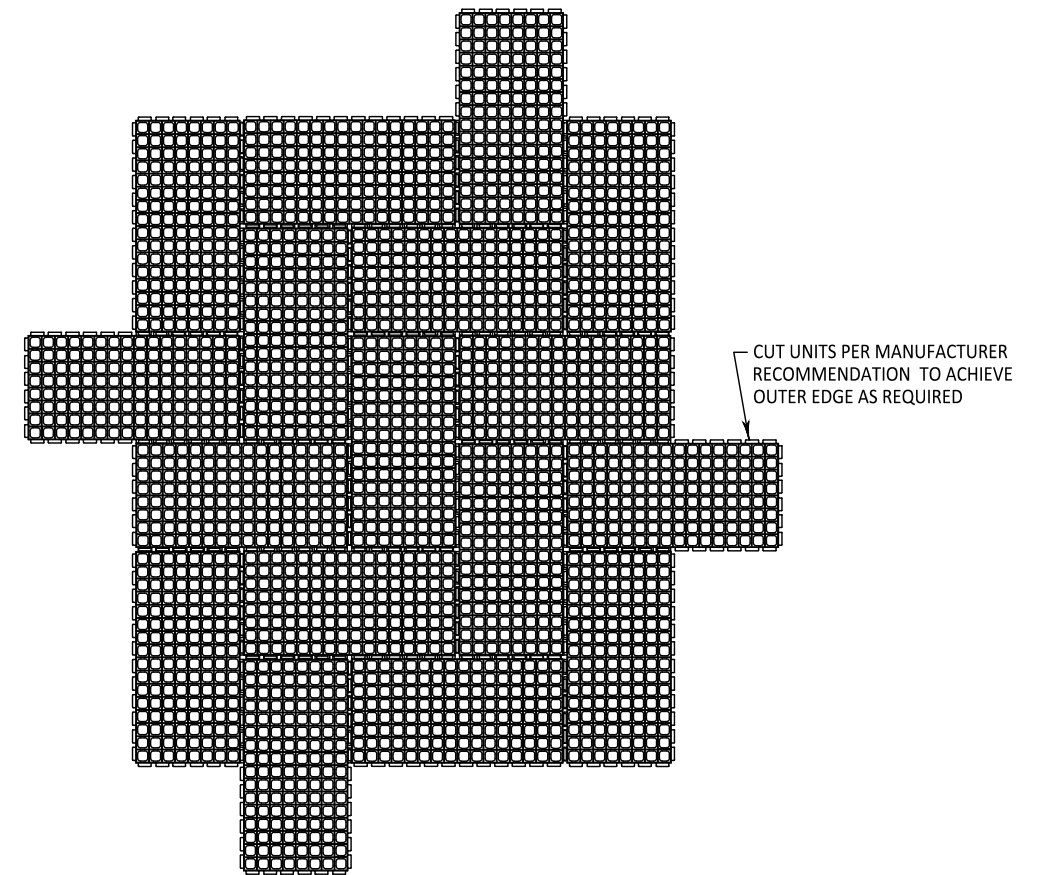 CUT UNITS PER MANUFACTURER
RECOMMENDATION TO ACHIEVE
OUTER EDGE AS REQUIRED